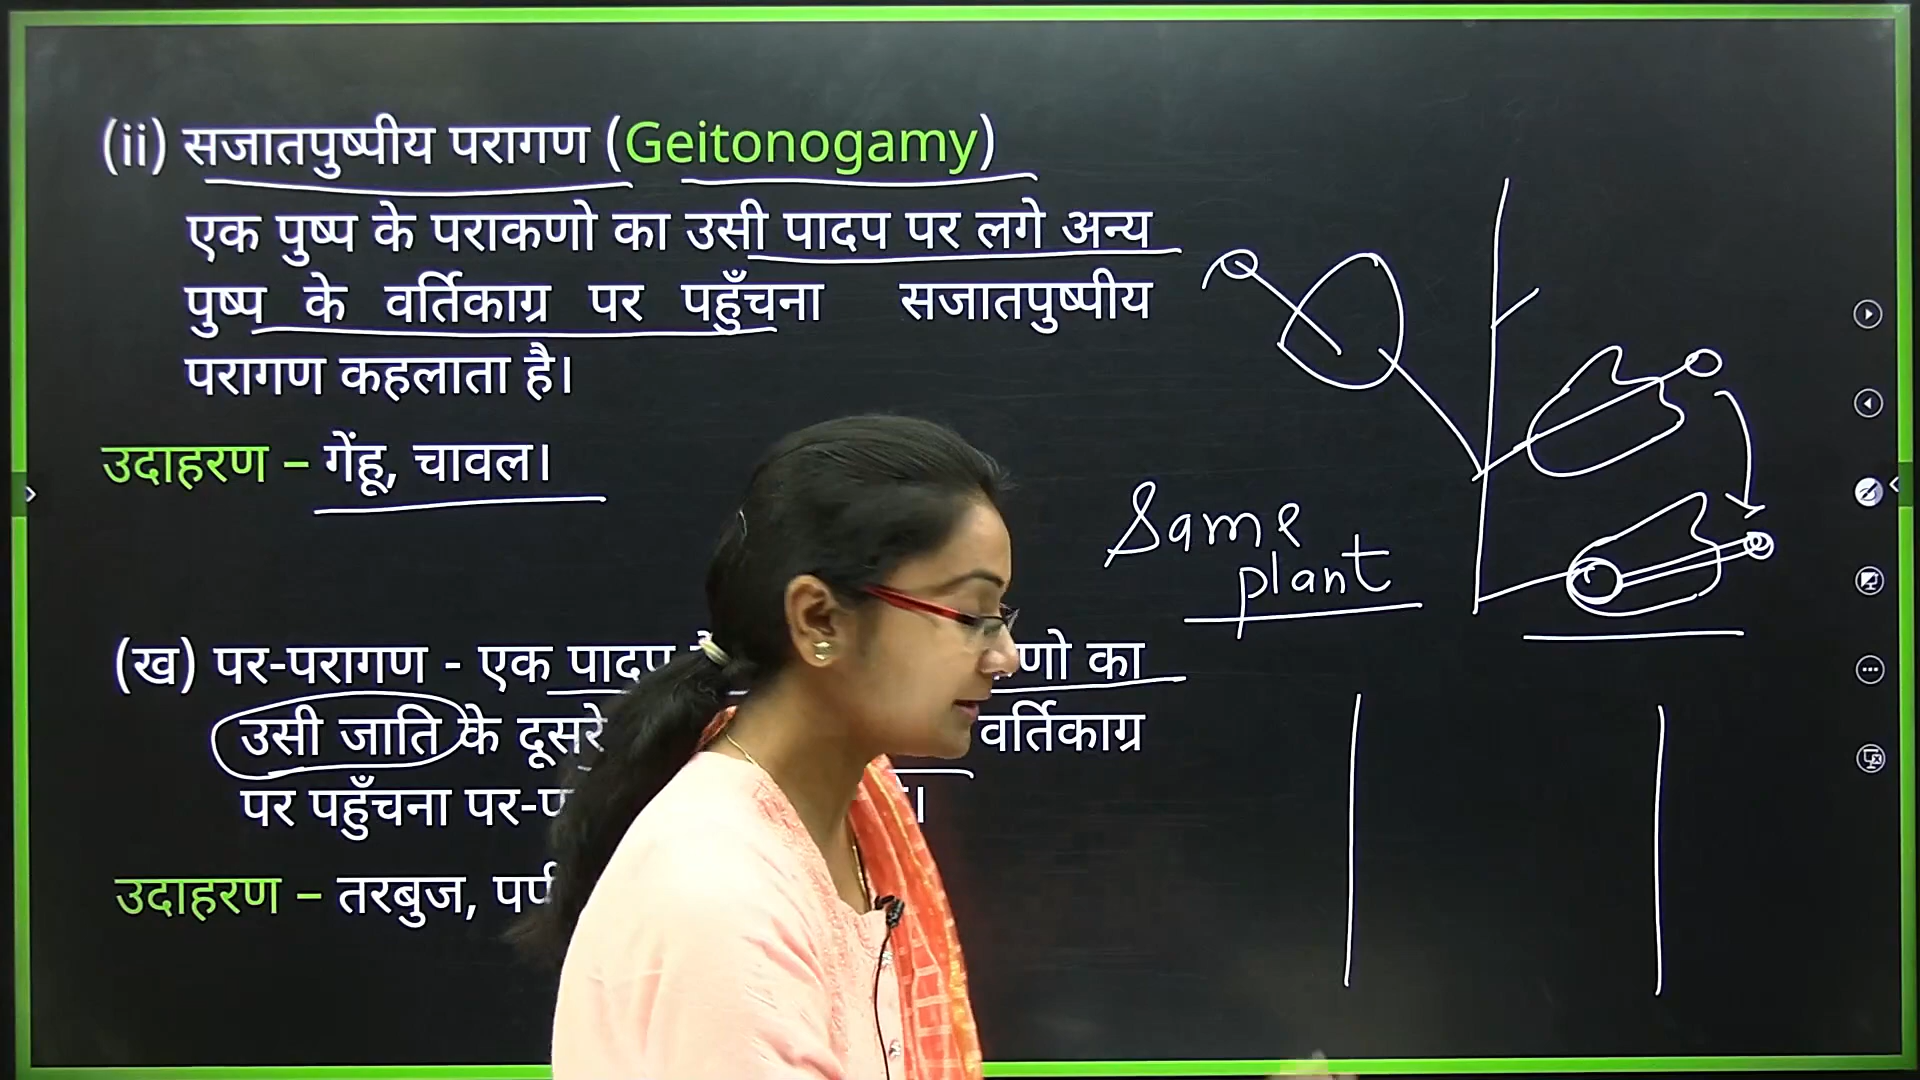 (ii) सजातपुष्पीय परागण (Geitonogamy)
एक पुष्प के पराकणो का उसी पादप पर लगे अन्य
पुष्प के वर्तिकाग्र पर पहुँचना सजातपुष्पीय
परागण कहलाता है।
उदाहरण – गेंहू, चावल।
Same
plant
(ख) पर-परागण - एक पादप का
उसी जाति के दूसरे वर्तिकाग्र
पर पहुँचना
उदाहरण – तरबुज,